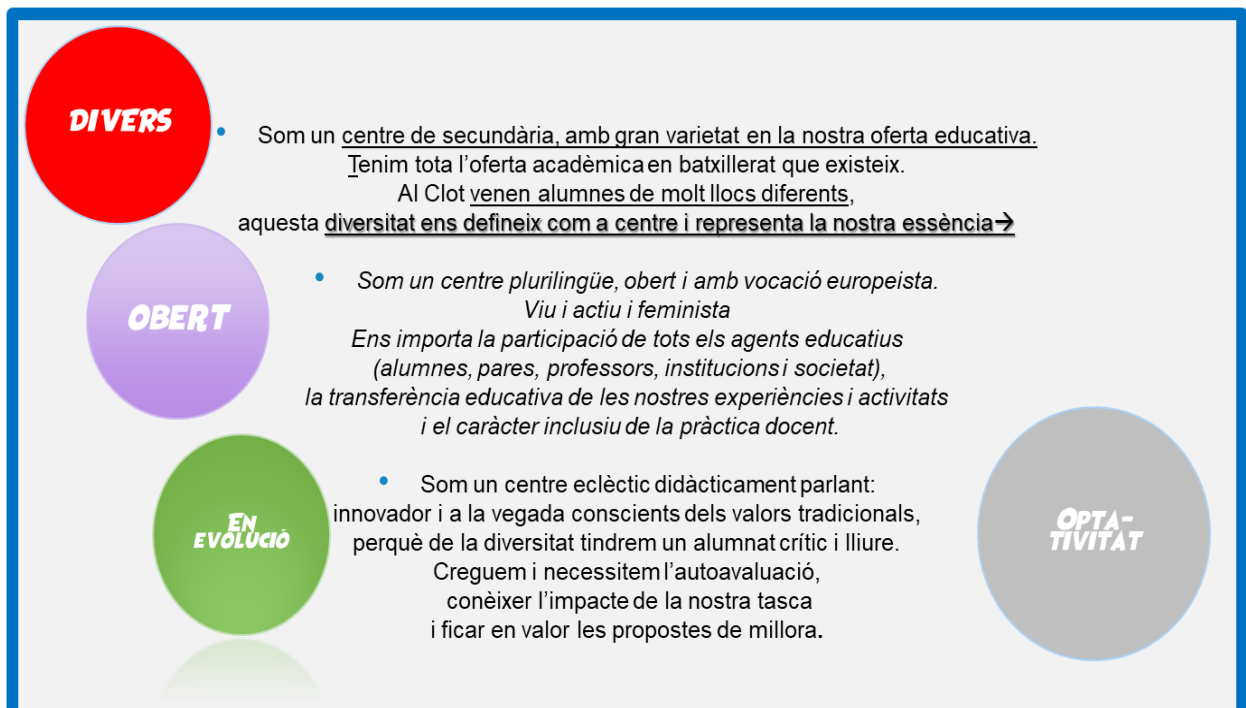 DIVERS
• Som un centre de secundària, amb gran varietat en la nostra oferta educativa.
Tenim tota l’oferta acadèmica en batxillerat que existeix.
Al Clot venen alumnes de molt llocs diferents,
aquesta diversitat ens defineix com a centre i representa la nostra essència→
OBERT
• Som un centre plurilingüe, obert i amb vocació europeista.
Viu i actiu i feminista
Ens importa la participació de tots els agents educatius
(alumnes, pares, professors, institucions i societat),
la transferència educativa de les nostres experiències i activitats
i el caràcter inclusiu de la pràctica docent.
EN
EVOLUCIÓ
• Som un centre eclèctic didàcticament parlant:
innovador i a la vegada conscients dels valors tradicionals,
perquè de la diversitat tindrem un alumnat crític i lliure.
Creguem i necessitem l’autoavaluació,
conèixer l’impacte de la nostra tasca
i ficar en valor les propostes de millora.
OPTA-
TIVITAT